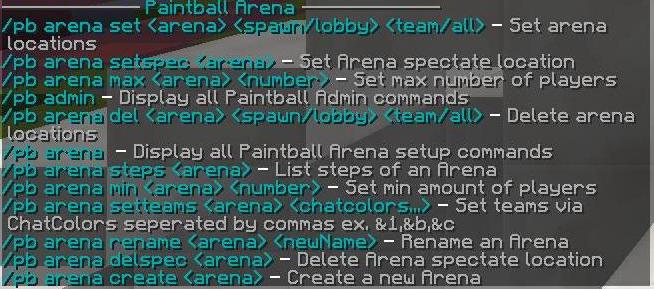 Paintball Arena
/pb arena set <arena> <spawn/lobby> <team/all> - Set arena
locations
/pb arena setspec <arena> - Set Arena spectate location
/pb arena max <arena> <number> - Set max number of players
/pb admin - Display all Paintball Admin commands
/pb arena del <arena> <spawn/lobby> <team/all> - Delete arena
locations
/pb arena - Display all Paintball Arena setup commands
/pb arena steps <arena> - List steps of an Arena
/pb arena min <arena> <number> - Set min amount of players
/pb arena setteams <arena> <chatcolors...> - Set teams via
ChatColors seperated by commas ex. &1,&b,&c
/pb arena rename <arena> <newName> - Rename an Arena
/pb arena delspec <arena> - Delete Arena spectate location
/pb arena create <arena> - Create a new Arena